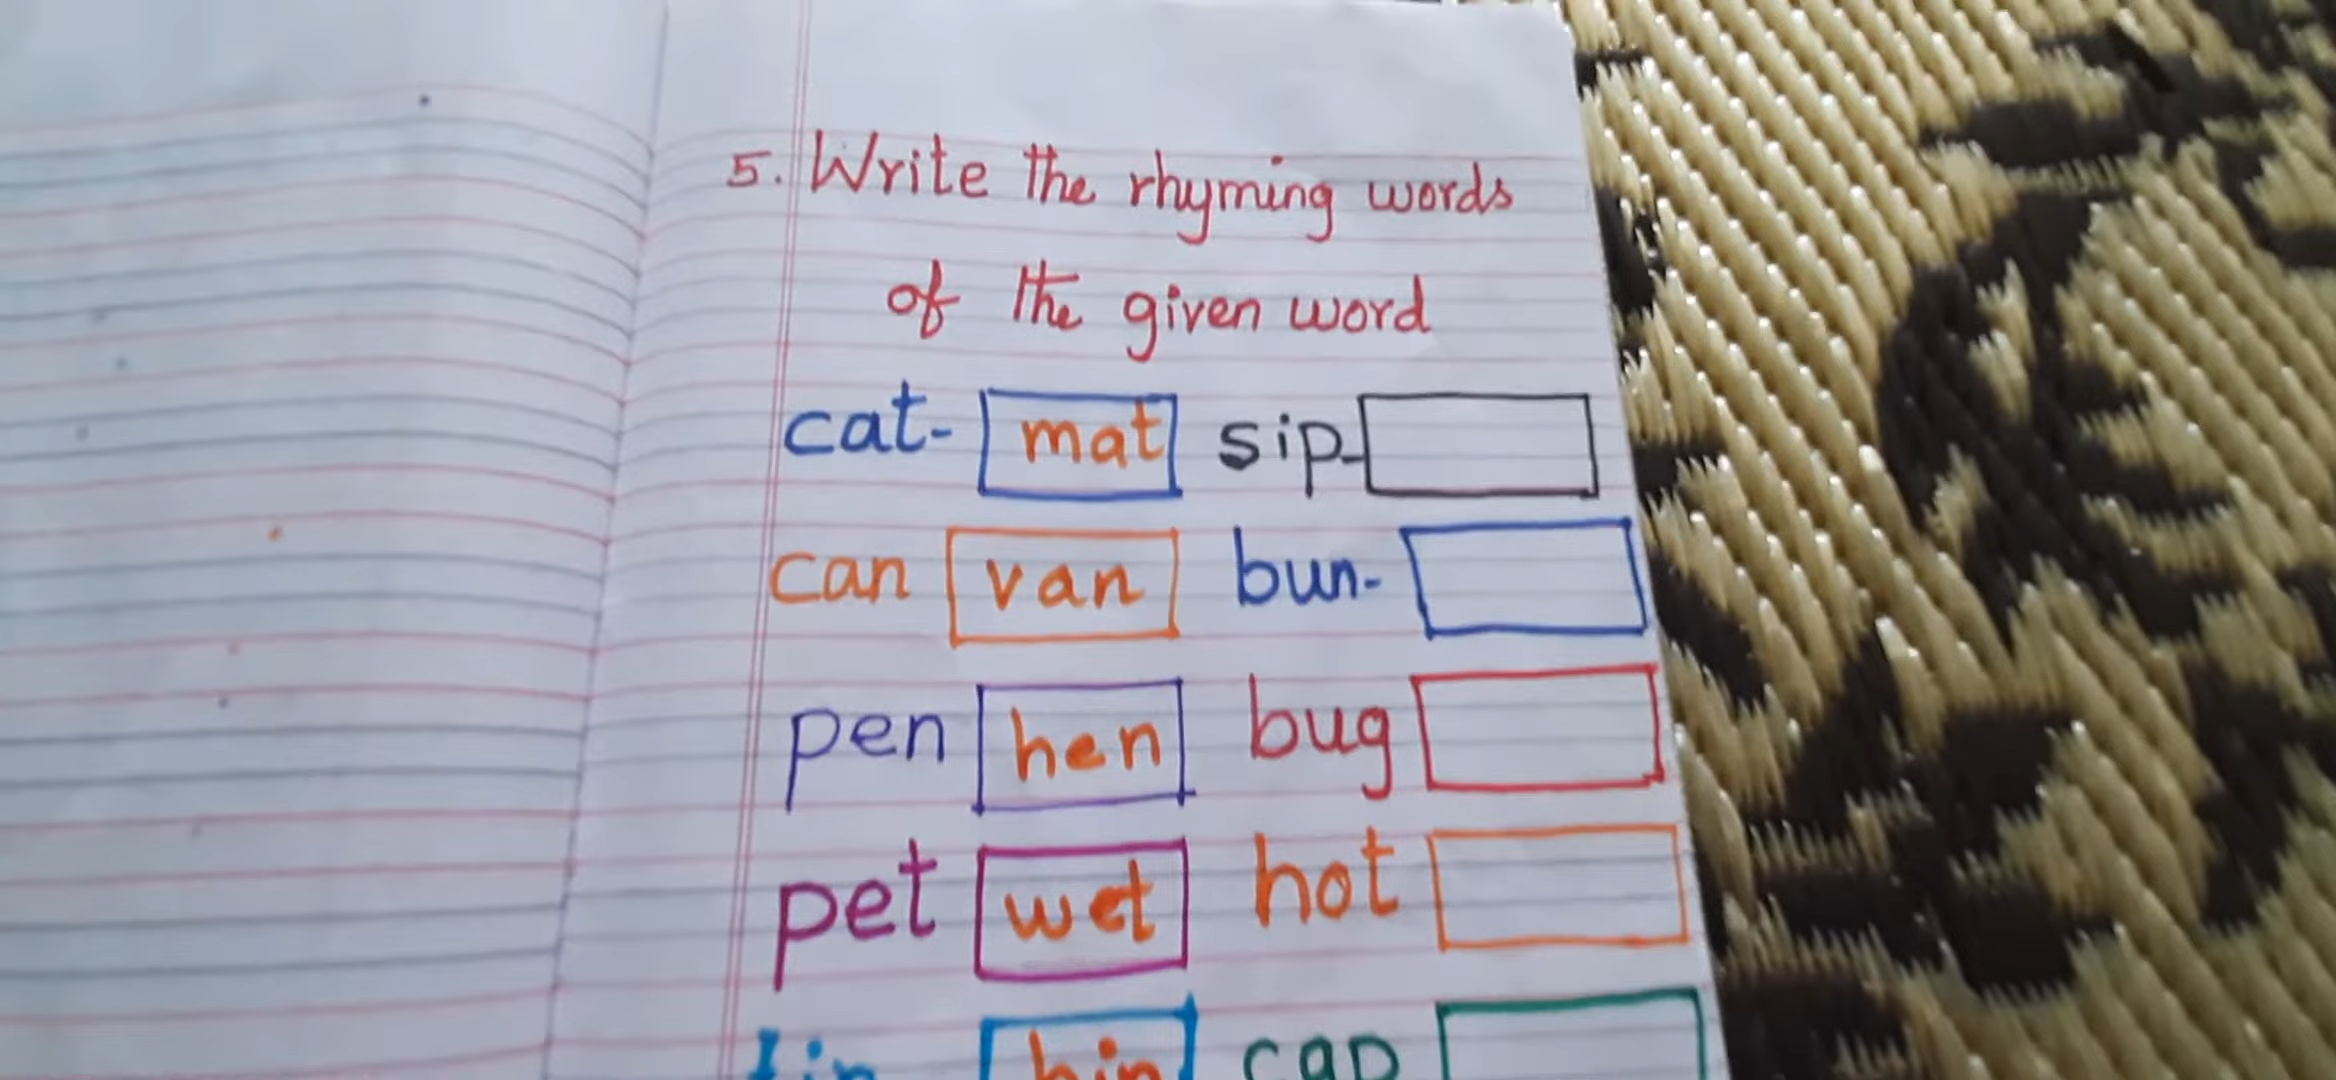 5. Write the rhyming words
of the given word
cat- mat sip-
can van bun-
pen hen bug
pet wet hot
cap